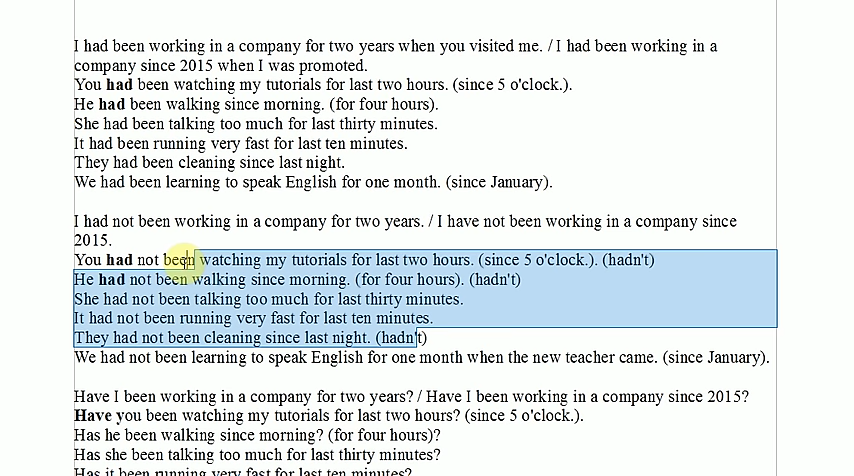 I had been working in a company for two years when you visited me. / I had been working in a
company since 2015 when I was promoted.
You had been watching my tutorials for last two hours. (since 5 o'clock.).
He had been walking since morning. (for four hours).
She had been talking too much for last thirty minutes.
It had been running very fast for last ten minutes.
They had been cleaning since last night.
We had been learning to speak English for one month. (since January).
I had not been working in a company for two years. / I have not been working in a company since
2015.
You had not been watching my tutorials for last two hours. (since 5 o'clock.). (hadn't)
He had not been walking since morning. (for four hours). (hadn't)
She had not been talking too much for last thirty minutes.
It had not been running very fast for last ten minutes.
They had not been cleaning since last night. (hadn't)
We had not been learning to speak English for one month when the new teacher came. (since January).
Have I been working in a company for two years? / Have I been working in a company since 2015?
Have you been watching my tutorials for last two hours? (since 5 o'clock.).
Has he been walking since morning? (for four hours)?
Has she been talking too much for last thirty minutes?
Has it been running very fast for last ten minutes?